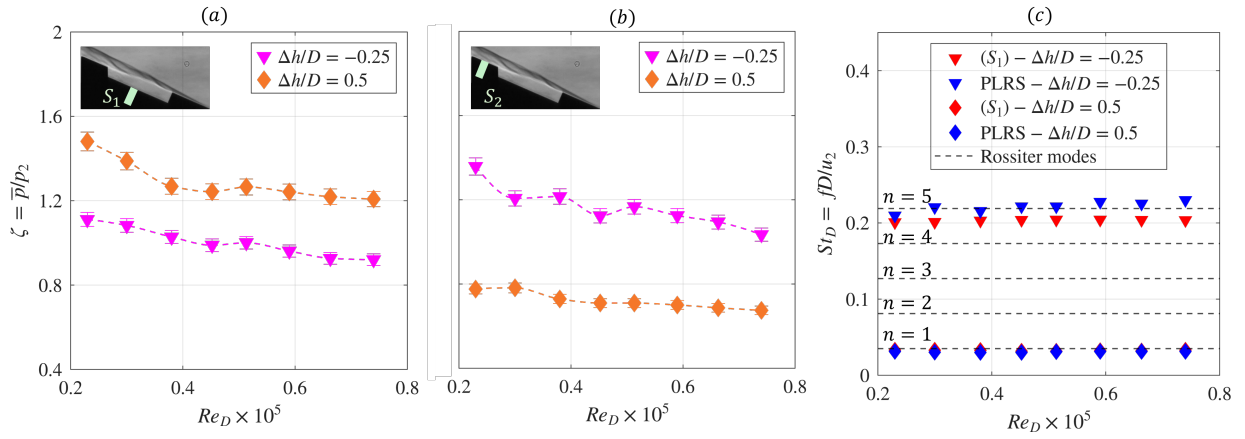 (a)
2
1.6
1.2
0.8
0.4
ζ = p̅/p₂
S₁
Δh/D = −0.25
Δh/D = 0.5
0.2 0.4 0.6 0.8
Re_D × 10⁵
(b)
S₂
Δh/D = −0.25
Δh/D = 0.5
0.2 0.4 0.6 0.8
Re_D × 10⁵
(c)
0.4
0.3
0.2
0.1
0
St_D = fD/u₂
(S₁) − Δh/D = −0.25
PLRS − Δh/D = −0.25
(S₁) − Δh/D = 0.5
PLRS − Δh/D = 0.5
Rossiter modes
n = 5
n = 4
n = 3
n = 2
n = 1
0.2 0.4 0.6 0.8
Re_D × 10⁵